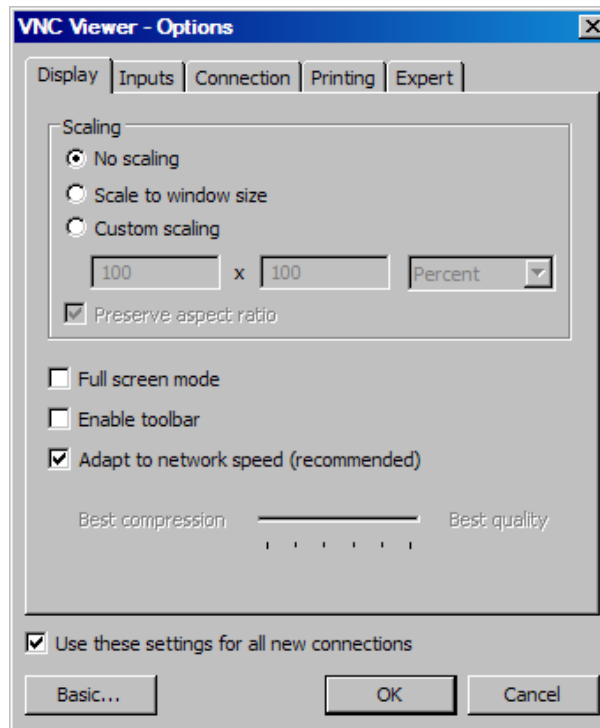 VNC Viewer - Options
Display Inputs Connection Printing Expert
Scaling
No scaling
Scale to window size
Custom scaling
100 x 100 Percent
Preserve aspect ratio
Full screen mode
Enable toolbar
Adapt to network speed (recommended)
Best compression Best quality
Use these settings for all new connections
Basic... OK Cancel